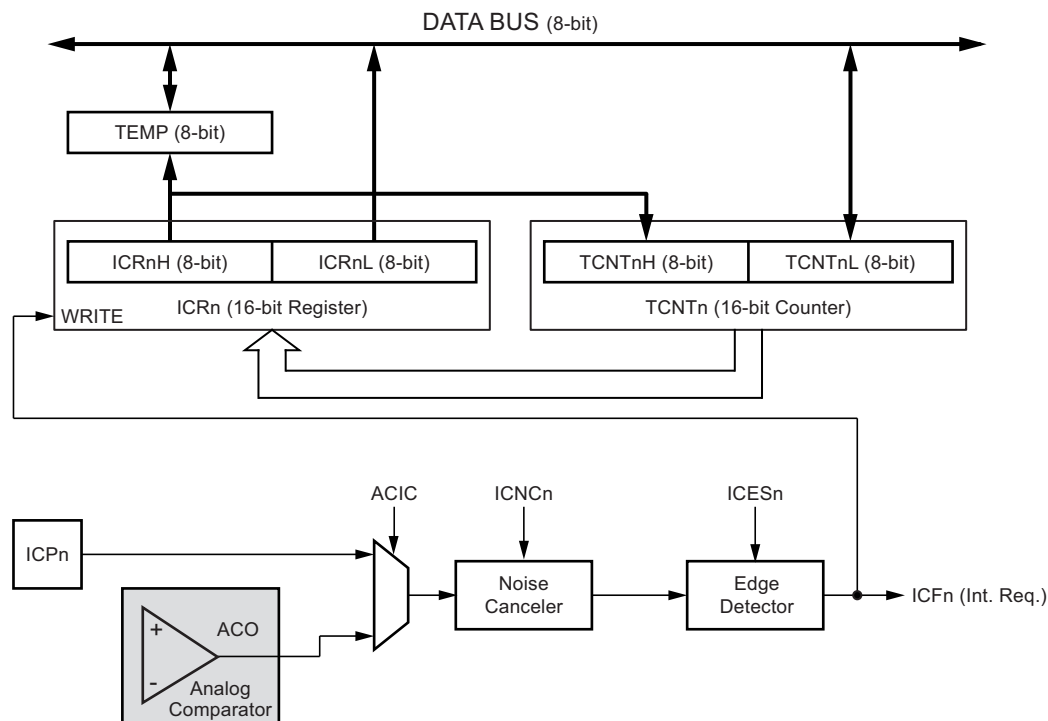 DATA BUS (8-bit)
TEMP (8-bit)
ICRnH (8-bit)
ICRnL (8-bit)
TCNTnH (8-bit)
TCNTnL (8-bit)
ICRn (16-bit Register)
TCNTn (16-bit Counter)
WRITE
ACIC
ICNCn
ICESn
ICPn
Noise
Canceler
Edge
Detector
ICFn (Int. Req.)
+
ACO
-
Analog
Comparator